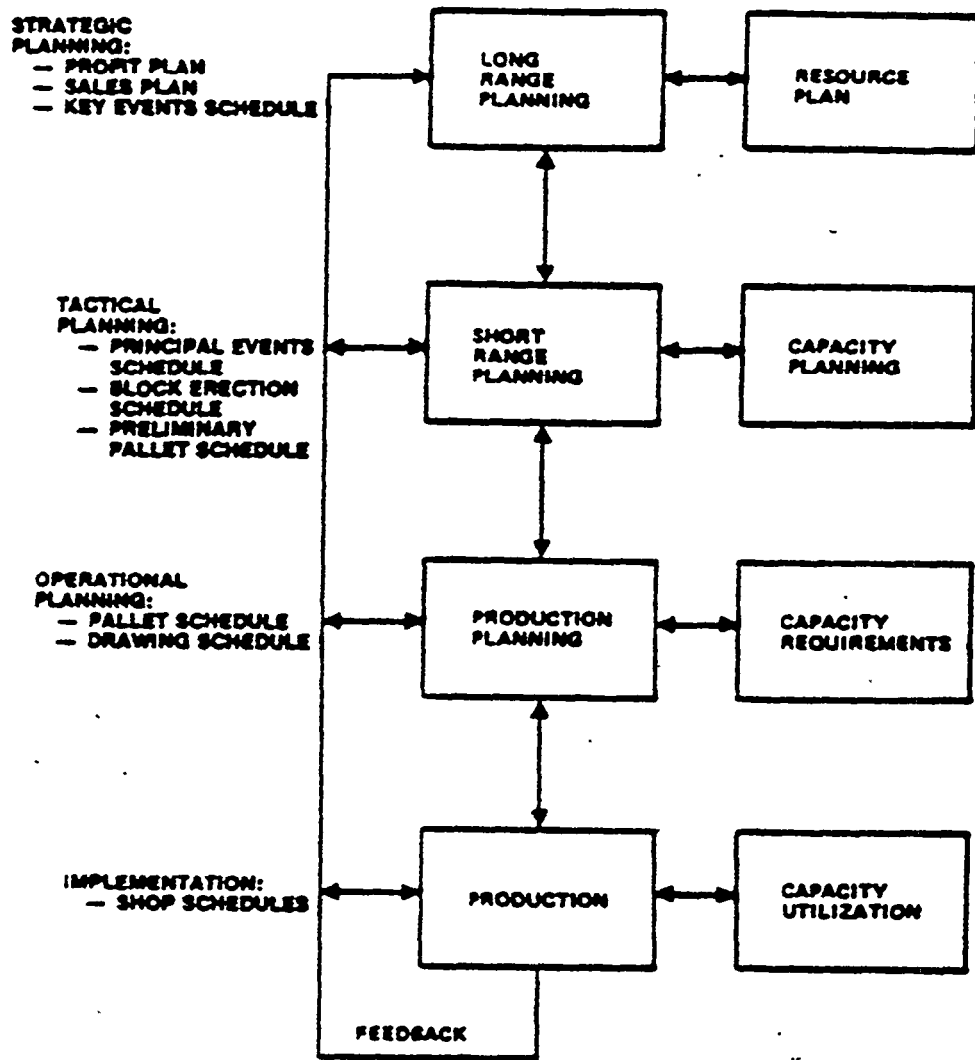 STRATEGIC
PLANNING:
— PROFIT PLAN
— SALES PLAN
— KEY EVENTS SCHEDULE
LONG
RANGE
PLANNING
RESOURCE
PLAN
TACTICAL
PLANNING:
— PRINCIPAL EVENTS
SCHEDULE
— BLOCK ERECTION
SCHEDULE
— PRELIMINARY
PALLET SCHEDULE
SHORT
RANGE
PLANNING
CAPACITY
PLANNING
OPERATIONAL
PLANNING:
— PALLET SCHEDULE
— DRAWING SCHEDULE
PRODUCTION
PLANNING
CAPACITY
REQUIREMENTS
IMPLEMENTATION:
— SHOP SCHEDULES
PRODUCTION
CAPACITY
UTILIZATION
FEEDBACK